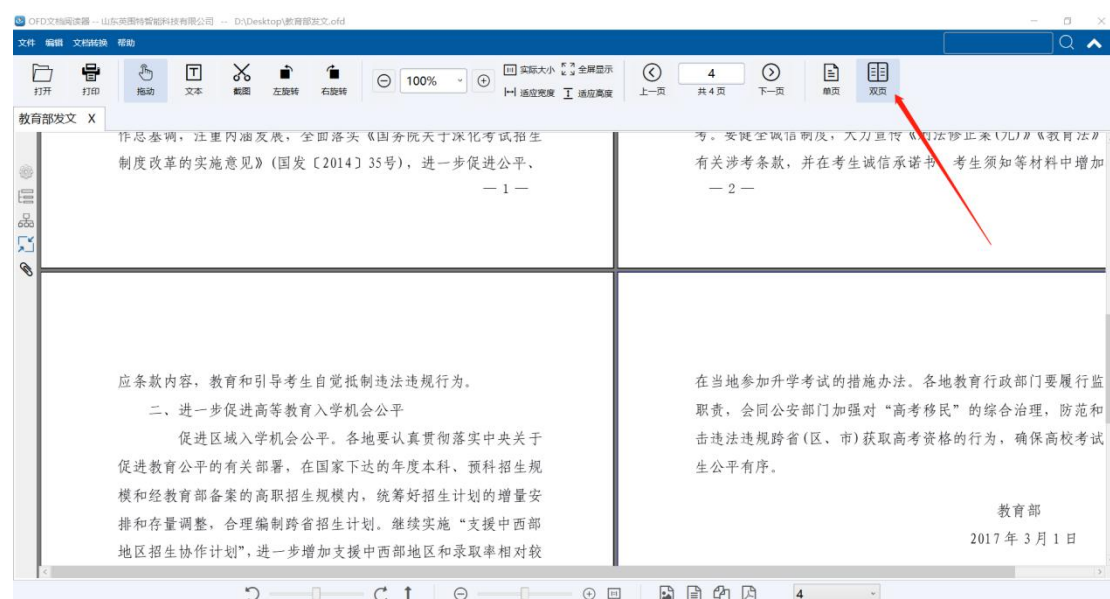 OFD文档阅读器 -- 山东英图特智能科技有限公司 -- D:\Desktop\教育部发文.ofd
文件 编辑 文档转换 帮助
实际大小 全屏显示
100% 4
适应宽度 适应高度
打开 打印 拖动 文本 截图 左旋转 右旋转 上一页 共4页 下一页 单页 双页
教育部发文 X
作总基调，注重内涵发展，全面落实《国务院关于深化考试招生
制度改革的实施意见》(国发〔2014〕35号)，进一步促进公平、
— 1 —
考。要健全诚信制度，大力宣传《刑法修正案(九)》《教育法》
有关涉考条款，并在考生诚信承诺书、考生须知等材料中增加
— 2 —
应条款内容，教育和引导考生自觉抵制违法违规行为。
二、进一步促进高等教育入学机会公平
促进区域入学机会公平。各地要认真贯彻落实中央关于
促进教育公平的有关部署，在国家下达的年度本科、预科招生规
模和经教育部备案的高职招生规模内，统筹好招生计划的增量安
排和存量调整，合理编制跨省招生计划。继续实施“支援中西部
地区招生协作计划”，进一步增加支援中西部地区和录取率相对较
在当地参加升学考试的措施办法。各地教育行政部门要履行监
职责，会同公安部门加强对“高考移民”的综合治理，防范和
击违法违规跨省(区、市)获取高考资格的行为，确保高校考试
生公平有序。
教育部
2017年3月1日
4